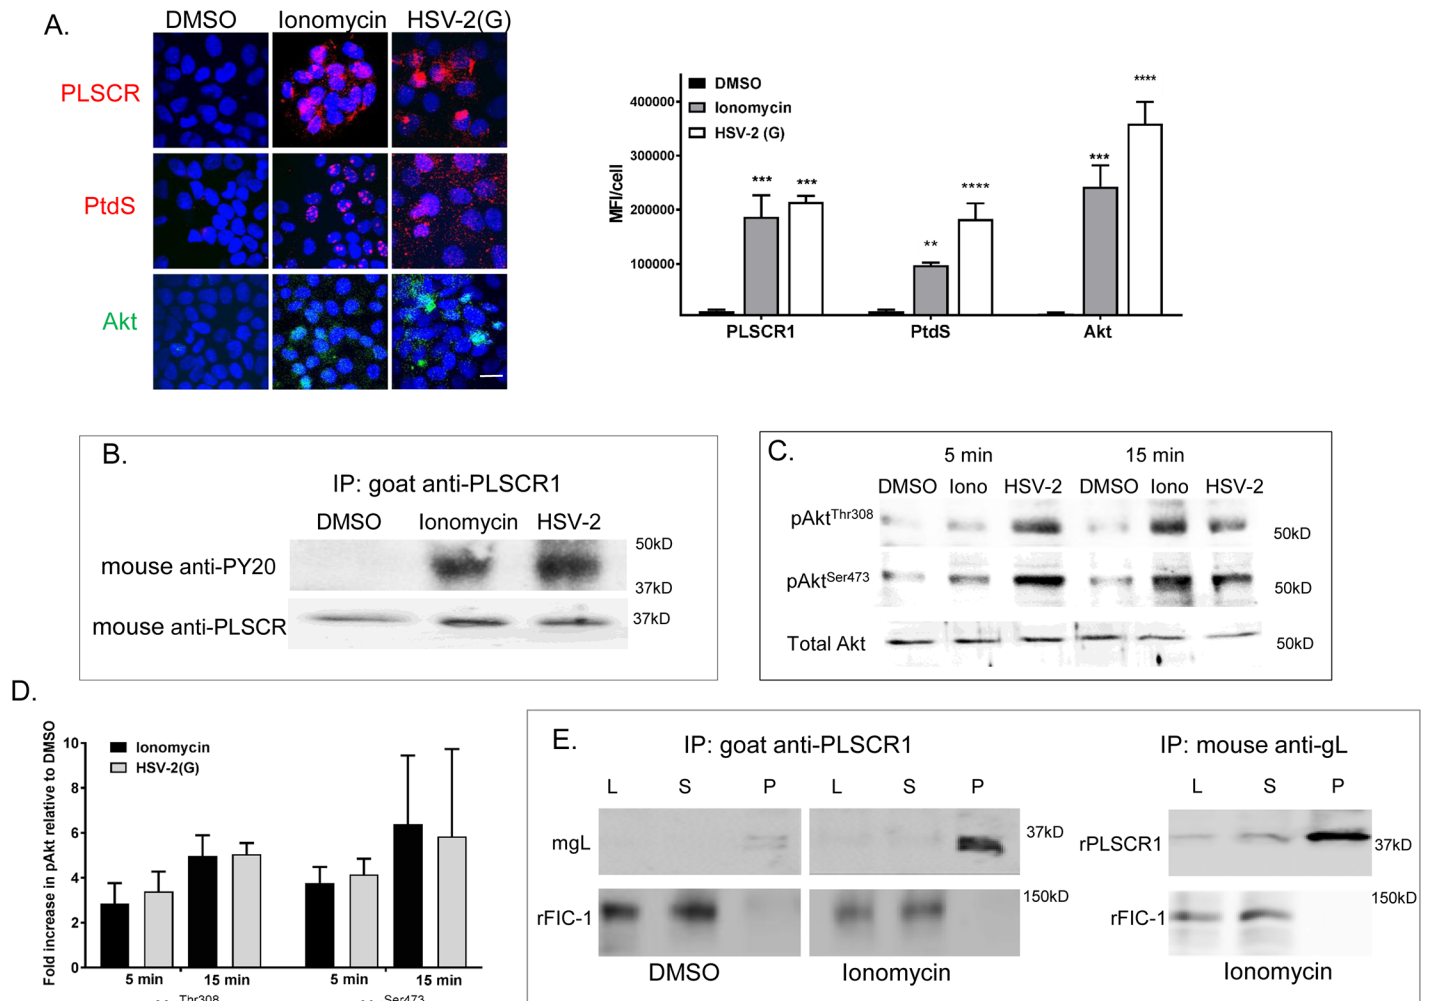 A.
DMSO Ionomycin HSV-2(G)
PLSCR
PtdS
Akt
MFI/cell
400000
300000
200000
100000
DMSO
Ionomycin
HSV-2 (G)
*** ***
** ****
*** ****
PLSCR1 PtdS Akt
B.
IP: goat anti-PLSCR1
DMSO Ionomycin HSV-2
mouse anti-PY20
50kD
37kD
mouse anti-PLSCR
37kD
C.
5 min 15 min
DMSO Iono HSV-2 DMSO Iono HSV-2
pAktThr308 50kD
pAktSer473 50kD
Total Akt 50kD
D.
Fold increase in pAkt relative to DMSO
10
8
6
4
2
0
Ionomycin
HSV-2(G)
5 min 15 min 5 min 15 min
Thr308 Ser473
E.
IP: goat anti-PLSCR1 IP: mouse anti-gL
L S P L S P L S P
mgL 37kD rPLSCR1 37kD
rFIC-1 150kD rFIC-1 150kD
DMSO Ionomycin Ionomycin